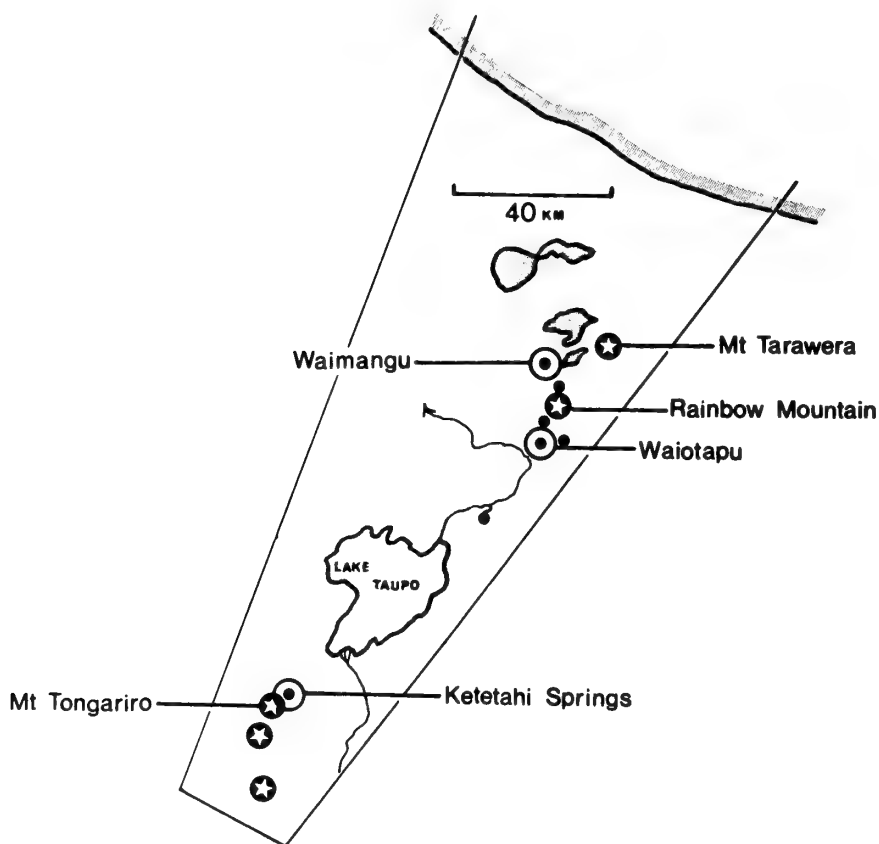 40 KM
Mt Tarawera
Waimangu
Rainbow Mountain
Waiotapu
LAKE
TAUPO
Mt Tongariro
Ketetahi Springs